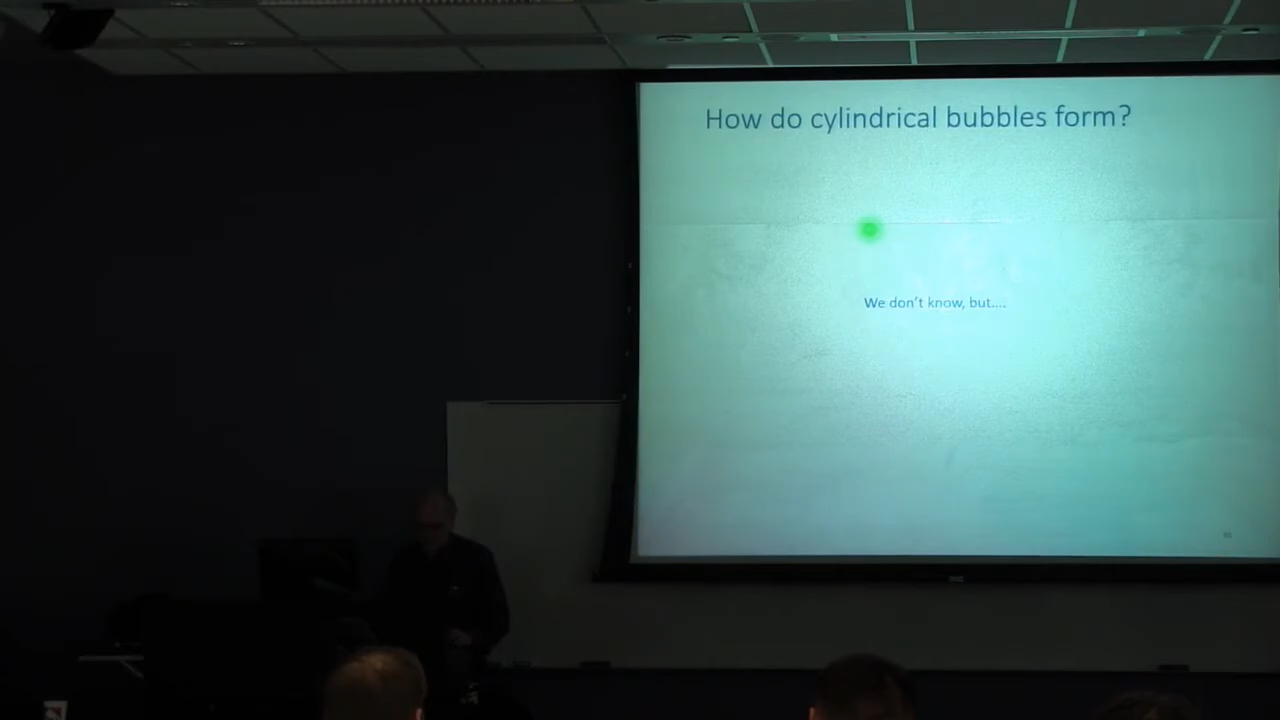 How do cylindrical bubbles form?
We don't know, but....